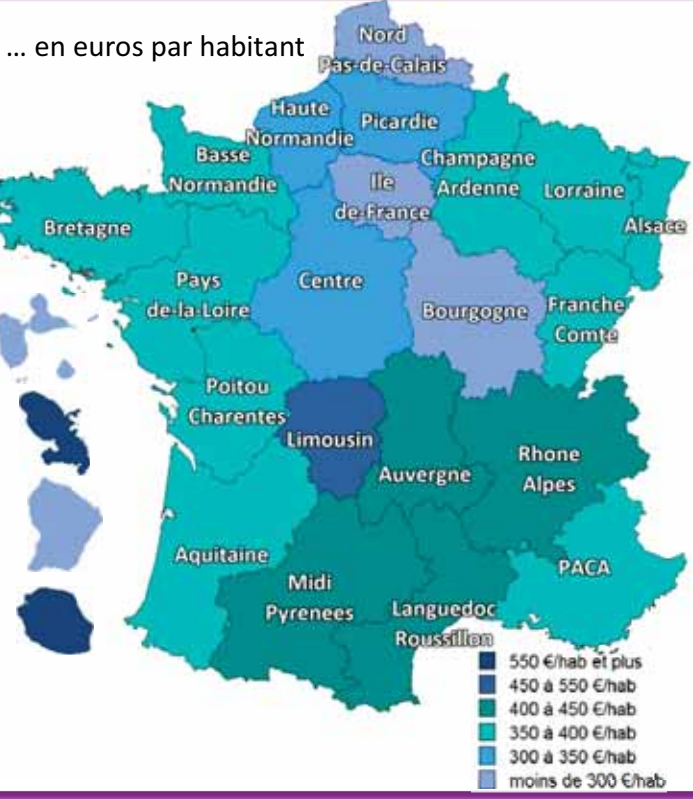 … en euros par habitant
Nord
Pas-de-Calais
Haute
Normandie
Picardie
Basse
Normandie
Champagne
Ardenne
Ile
de-France
Lorraine
Alsace
Bretagne
Pays
de-la-Loire
Centre
Bourgogne
Franche
Comte
Poitou
Charentes
Limousin
Auvergne
Rhone
Alpes
Aquitaine
Midi
Pyrenees
Languedoc
Roussillon
PACA
550 €/hab et plus
450 à 550 €/hab
400 à 450 €/hab
350 à 400 €/hab
300 à 350 €/hab
moins de 300 €/hab